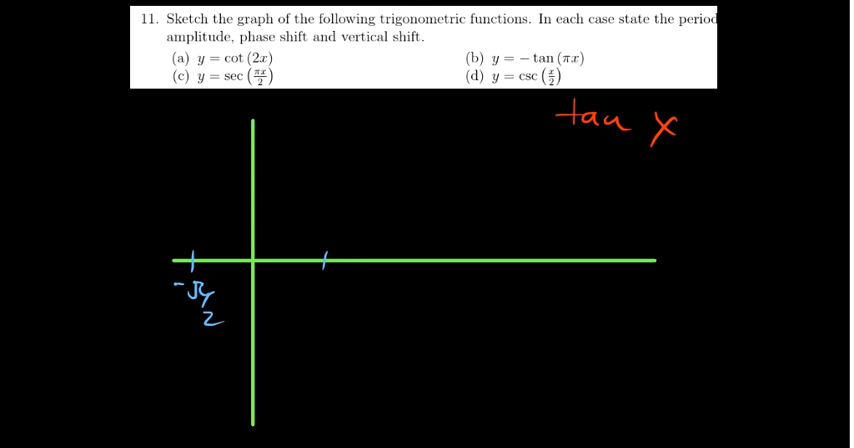 11. Sketch the graph of the following trigonometric functions. In each case state the period
amplitude, phase shift and vertical shift.
(a) y = cot (2x) (b) y = − tan (πx)
(c) y = sec (πx/2) (d) y = csc (x/2)
tan x
-π/2